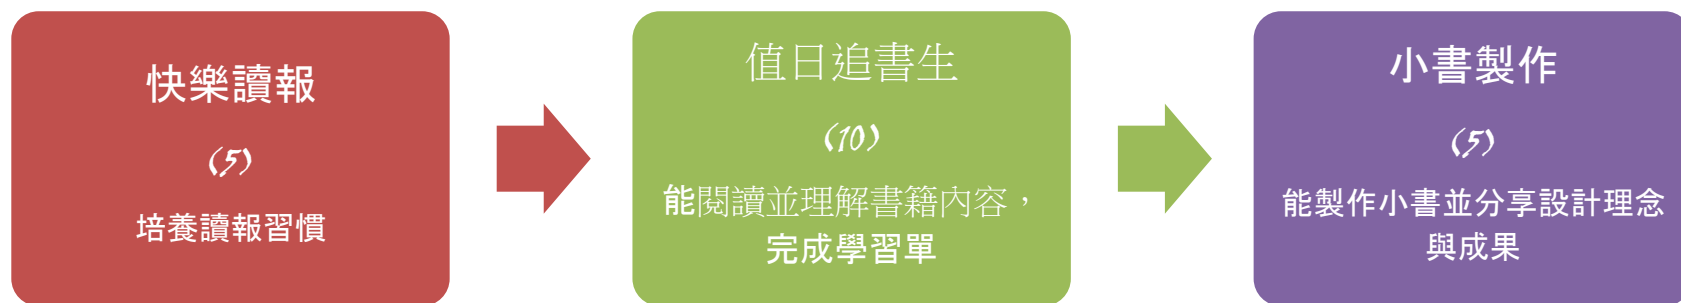 快樂讀報
(5)
培養讀報習慣
值日追書生
(10)
能閱讀並理解書籍內容，
完成學習單
小書製作
(5)
能製作小書並分享設計理念
與成果